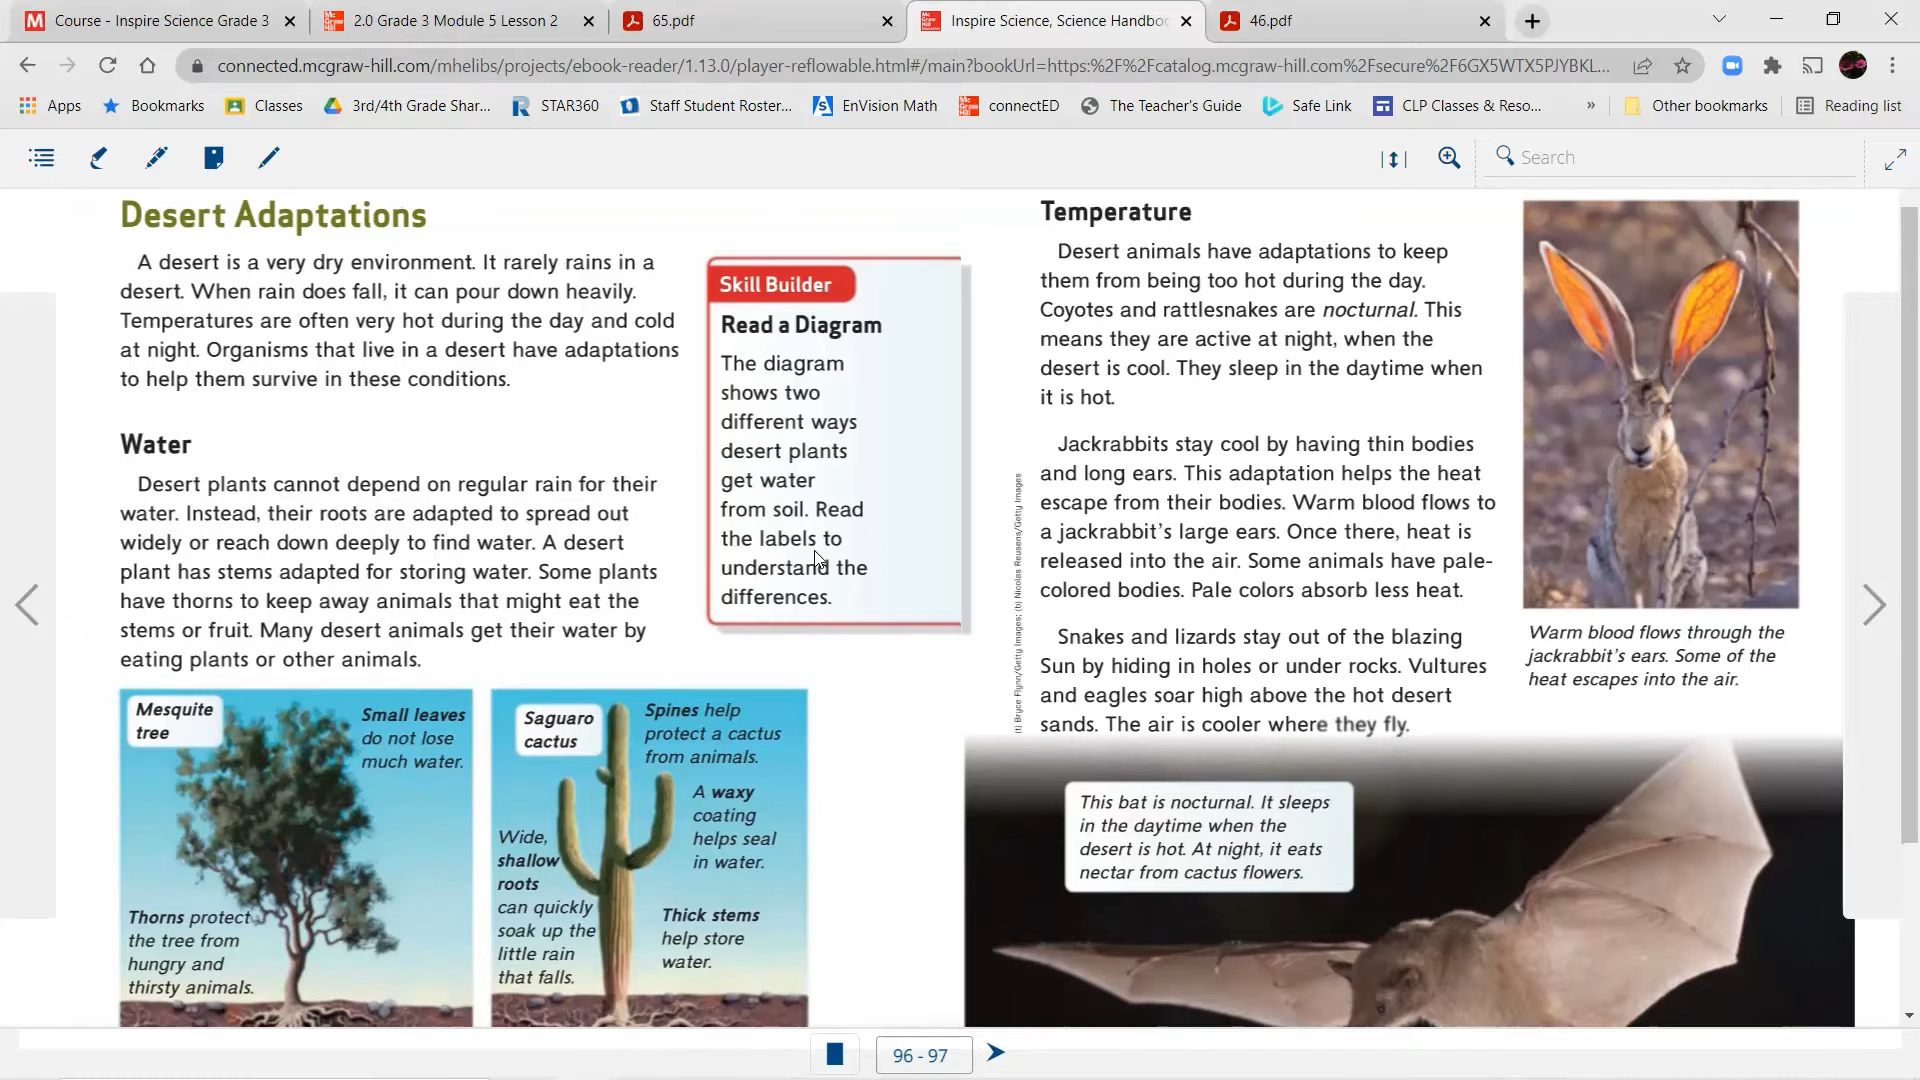 Course - Inspire Science Grade 3
2.0 Grade 3 Module 5 Lesson 2
65.pdf
Inspire Science, Science Handboo
46.pdf
connected.mcgraw-hill.com/mhelibs/projects/ebook-reader/1.13.0/player-reflowable.html#/main?bookUrl=https:%2F%2Fcatalog.mcgraw-hill.com%2Fsecure%2F6GX5WTX5PJYBKL...
Apps
Bookmarks
Classes
3rd/4th Grade Shar...
STAR360
Staff Student Roster...
EnVision Math
connectED
The Teacher's Guide
Safe Link
CLP Classes & Reso...
»
Other bookmarks
Reading list
Search
Desert Adaptations
A desert is a very dry environment. It rarely rains in a
desert. When rain does fall, it can pour down heavily.
Temperatures are often very hot during the day and cold
at night. Organisms that live in a desert have adaptations
to help them survive in these conditions.
Water
Desert plants cannot depend on regular rain for their
water. Instead, their roots are adapted to spread out
widely or reach down deeply to find water. A desert
plant has stems adapted for storing water. Some plants
have thorns to keep away animals that might eat the
stems or fruit. Many desert animals get their water by
eating plants or other animals.
Skill Builder
Read a Diagram
The diagram
shows two
different ways
desert plants
get water
from soil. Read
the labels to
understand the
differences.
Mesquite
tree
Small leaves
do not lose
much water.
Thorns protect
the tree from
hungry and
thirsty animals.
Saguaro
cactus
Spines help
protect a cactus
from animals.
A waxy
coating
helps seal
in water.
Wide,
shallow
roots
can quickly
soak up the
little rain
that falls.
Thick stems
help store
water.
Temperature
Desert animals have adaptations to keep
them from being too hot during the day.
Coyotes and rattlesnakes are nocturnal. This
means they are active at night, when the
desert is cool. They sleep in the daytime when
it is hot.
Jackrabbits stay cool by having thin bodies
and long ears. This adaptation helps the heat
escape from their bodies. Warm blood flows to
a jackrabbit's large ears. Once there, heat is
released into the air. Some animals have pale-
colored bodies. Pale colors absorb less heat.
Snakes and lizards stay out of the blazing
Sun by hiding in holes or under rocks. Vultures
and eagles soar high above the hot desert
sands. The air is cooler where they fly.
(t) Bryce Flynn/Getty Images; (b) Nicolas Reusens/Getty Images
Warm blood flows through the
jackrabbit's ears. Some of the
heat escapes into the air.
This bat is nocturnal. It sleeps
in the daytime when the
desert is hot. At night, it eats
nectar from cactus flowers.
96 - 97